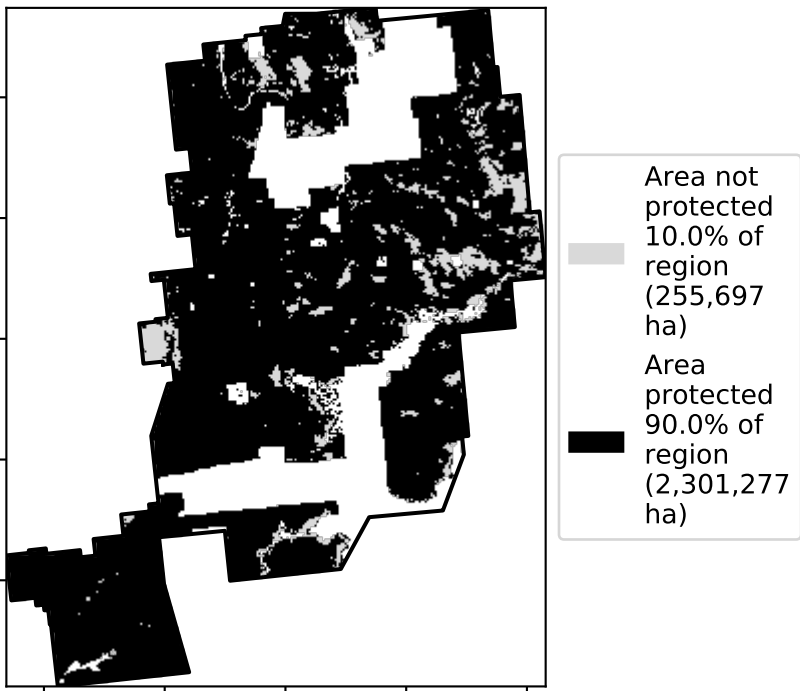 Area not
protected
10.0% of
region
(255,697
ha)
Area
protected
90.0% of
region
(2,301,277
ha)